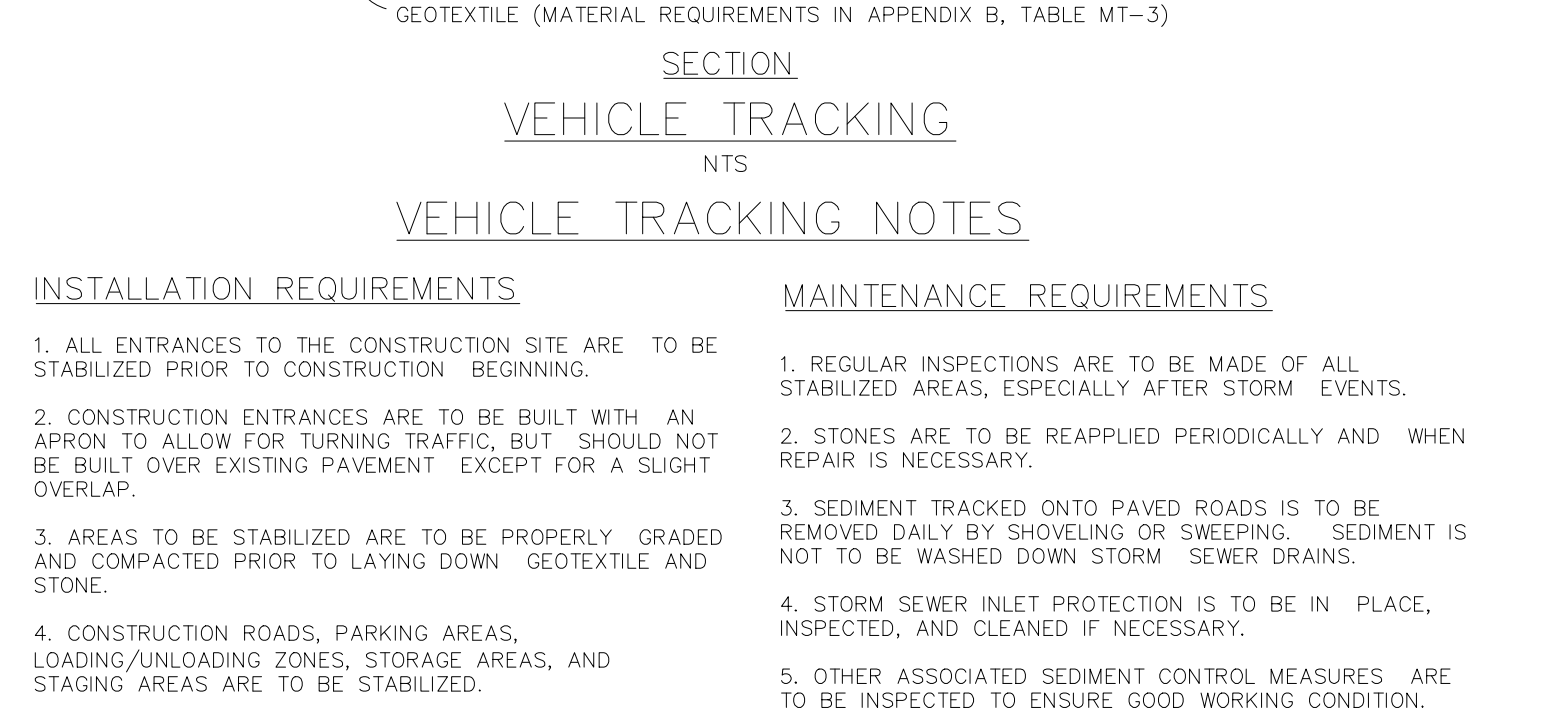 GEOTEXTILE (MATERIAL REQUIREMENTS IN APPENDIX B, TABLE MT-3)
SECTION
VEHICLE TRACKING
NTS
VEHICLE TRACKING NOTES
INSTALLATION REQUIREMENTS
1. ALL ENTRANCES TO THE CONSTRUCTION SITE ARE TO BE
STABILIZED PRIOR TO CONSTRUCTION BEGINNING.
2. CONSTRUCTION ENTRANCES ARE TO BE BUILT WITH AN
APRON TO ALLOW FOR TURNING TRAFFIC, BUT SHOULD NOT
BE BUILT OVER EXISTING PAVEMENT EXCEPT FOR A SLIGHT
OVERLAP.
3. AREAS TO BE STABILIZED ARE TO BE PROPERLY GRADED
AND COMPACTED PRIOR TO LAYING DOWN GEOTEXTILE AND
STONE.
4. CONSTRUCTION ROADS, PARKING AREAS,
LOADING/UNLOADING ZONES, STORAGE AREAS, AND
STAGING AREAS ARE TO BE STABILIZED.
MAINTENANCE REQUIREMENTS
1. REGULAR INSPECTIONS ARE TO BE MADE OF ALL
STABILIZED AREAS, ESPECIALLY AFTER STORM EVENTS.
2. STONES ARE TO BE REAPPLIED PERIODICALLY AND WHEN
REPAIR IS NECESSARY.
3. SEDIMENT TRACKED ONTO PAVED ROADS IS TO BE
REMOVED DAILY BY SHOVELING OR SWEEPING. SEDIMENT IS
NOT TO BE WASHED DOWN STORM SEWER DRAINS.
4. STORM SEWER INLET PROTECTION IS TO BE IN PLACE,
INSPECTED, AND CLEANED IF NECESSARY.
5. OTHER ASSOCIATED SEDIMENT CONTROL MEASURES ARE
TO BE INSPECTED TO ENSURE GOOD WORKING CONDITION.